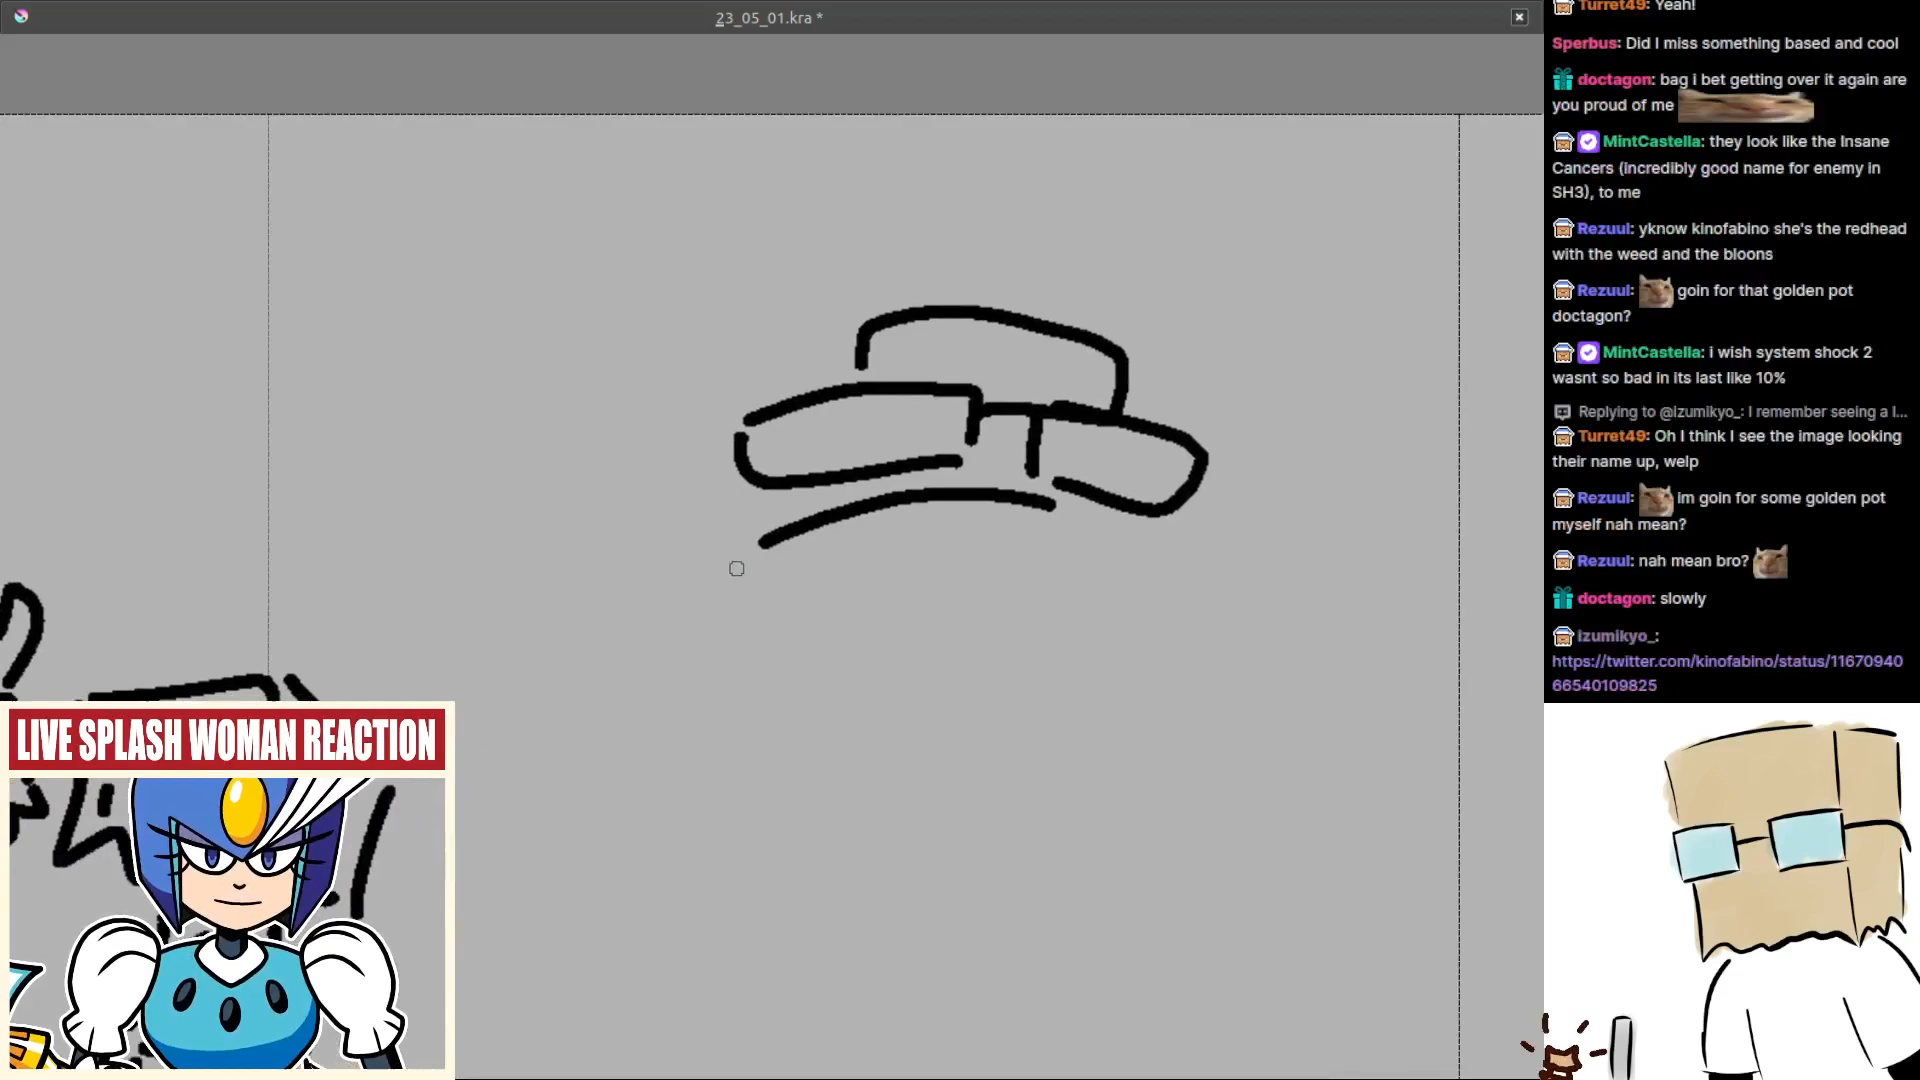 23_05_01.kra *
Turret49: Yeah!
Sperbus: Did I miss something based and cool
doctagon: bag i bet getting over it again are
you proud of me
MintCastella: they look like the Insane
Cancers (incredibly good name for enemy in
SH3), to me
Rezuul: yknow kinofabino she's the redhead
with the weed and the bloons
Rezuul: goin for that golden pot
doctagon?
MintCastella: i wish system shock 2
wasnt so bad in its last like 10%
Replying to @izumikyo_: I remember seeing a l...
Turret49: Oh I think I see the image looking
their name up, welp
Rezuul: im goin for some golden pot
myself nah mean?
Rezuul: nah mean bro?
doctagon: slowly
izumikyo_:
https://twitter.com/kinofabino/status/11670940
66540109825
LIVE SPLASH WOMAN REACTION